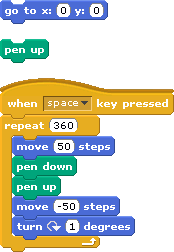 go to x: 0 y: 0
pen up
when space key pressed
repeat 360
move 50 steps
pen down
pen up
move -50 steps
turn 1 degrees